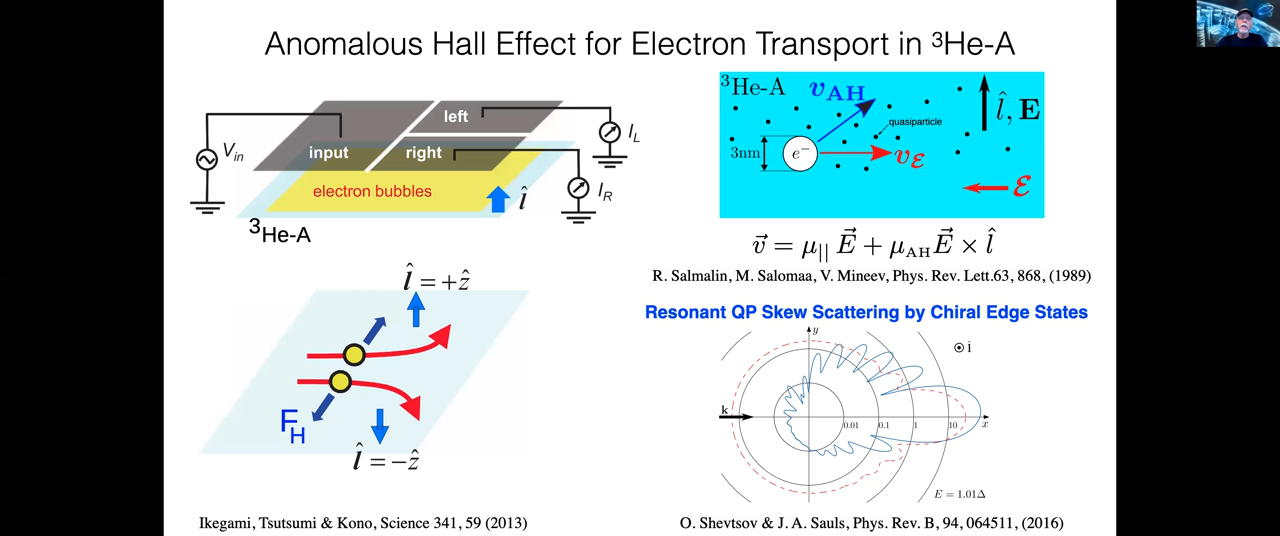 Anomalous Hall Effect for Electron Transport in ³He-A
left
input
right
electron bubbles
V_in
I_L
I_R
l̂
³He-A
l̂ = +ẑ
F_H
l̂ = −ẑ
Ikegami, Tsutsumi & Kono, Science 341, 59 (2013)
³He-A
v_AH
l̂, E
quasiparticle
3nm
e⁻
v_ℰ
ℰ
v⃗ = μ_|| E⃗ + μ_AH E⃗ × l̂
R. Salmalin, M. Salomaa, V. Mineev, Phys. Rev. Lett.63, 868, (1989)
Resonant QP Skew Scattering by Chiral Edge States
y
⊙ l̂
k
0.01 0.1 1 10 x
E = 1.01Δ
O. Shevtsov & J. A. Sauls, Phys. Rev. B, 94, 064511, (2016)